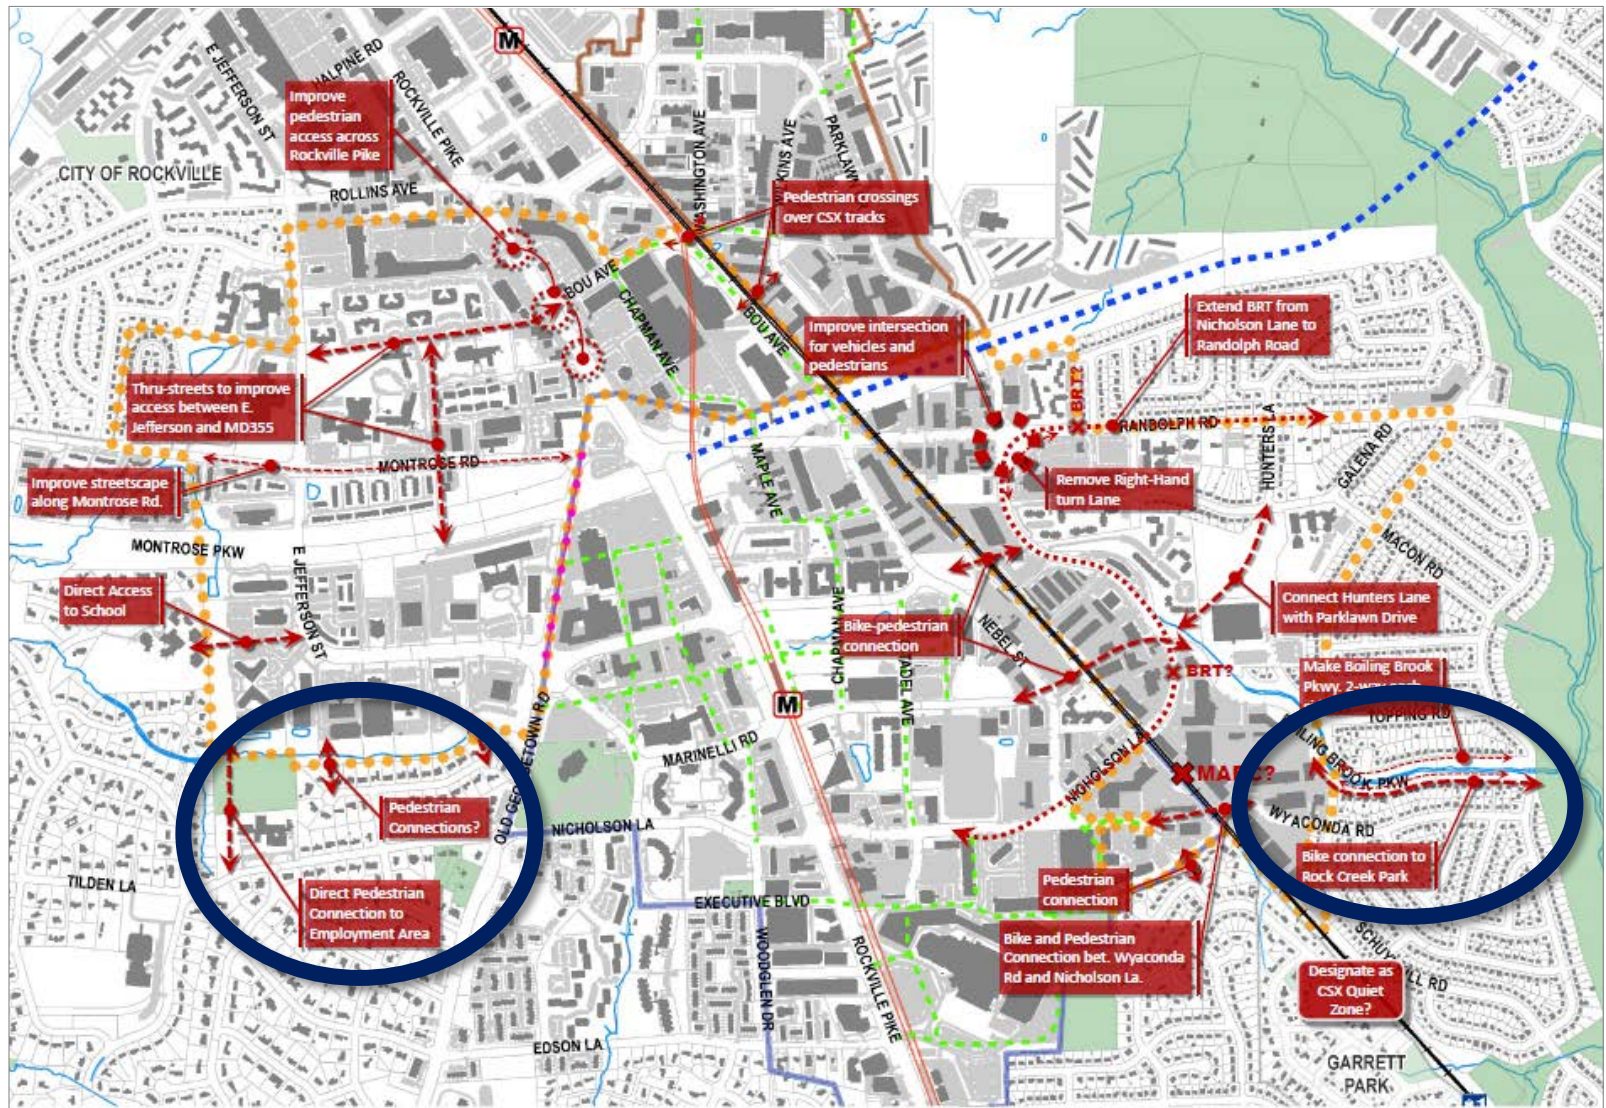 M
E JEFFERSON ST
HALPINE RD
ROCKVILLE PIKE
Improve
pedestrian
access across
Rockville Pike
CITY OF ROCKVILLE
ROLLINS AVE
WASHINGTON AVE
WILKINS AVE
PARKLAWN
Pedestrian crossings
over CSX tracks
BOU AVE
CHAPMAN AVE
BOU AVE
Improve intersection
for vehicles and
pedestrians
Extend BRT from
Nicholson Lane to
Randolph Road
Thru-streets to improve
access between E.
Jefferson and MD355
BRT?
RANDOLPH RD
HUNTERS LA
GALENA RD
MONTROSE RD
Improve streetscape
along Montrose Rd.
MAPLE AVE
Remove Right-Hand
turn Lane
MONTROSE PKW
E JEFFERSON ST
MACON RD
Direct Access
to School
Connect Hunters Lane
with Parklawn Drive
Bike-pedestrian
connection
CHAPMAN AVE
NEBEL ST
BRT?
Make Boiling Brook
Pkwy. 2-way
TOPPING RD
M
MARINELLI RD
NICHOLSON LA
MARC?
BROOK PKW
WYACONDA RD
Pedestrian
Connections?
NICHOLSON LA
Bike connection to
Rock Creek Park
TILDEN LA
Direct Pedestrian
Connection to
Employment Area
Pedestrian
connection
EXECUTIVE BLVD
WOODGLEN DR
ROCKVILLE PIKE
Bike and Pedestrian
Connection bet. Wyaconda
Rd and Nicholson La.
Designate as
CSX Quiet
Zone?
EDSON LA
GARRETT
PARK